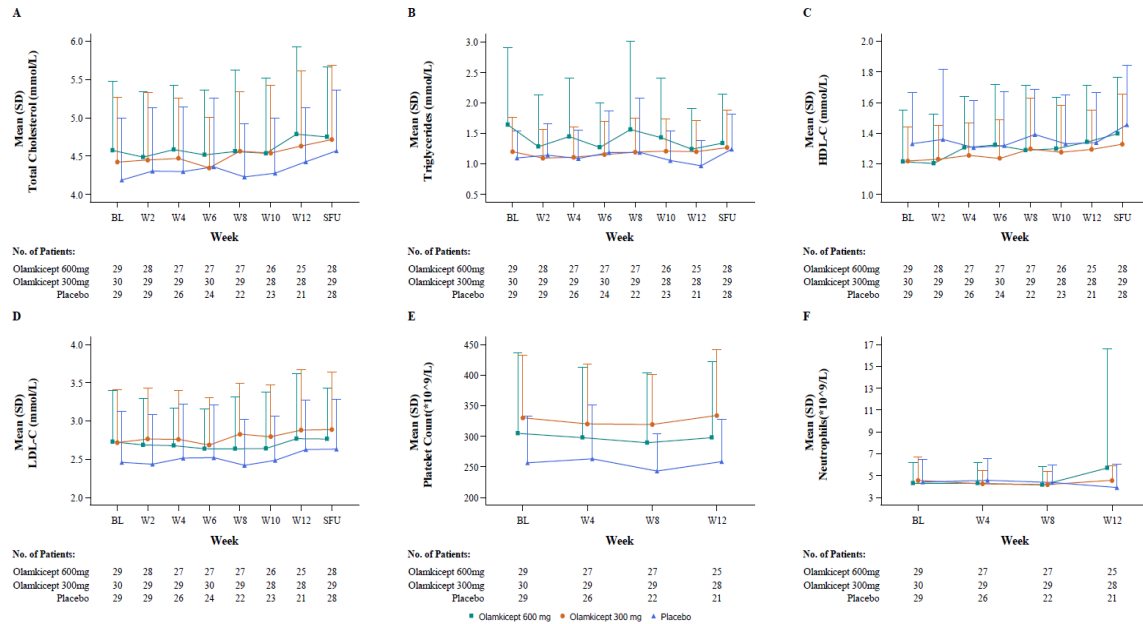 A
Mean (SD)
Total Cholesterol (mmol/L)
6.0
5.5
5.0
4.5
4.0
BL W2 W4 W6 W8 W10 W12 SFU
Week
No. of Patients:
Olamkicept 600mg 29 28 27 27 27 26 25 28
Olamkicept 300mg 30 29 29 30 29 28 28 29
Placebo 29 29 26 24 22 23 21 28
B
Mean (SD)
Triglycerides (mmol/L)
3.0
2.5
2.0
1.5
1.0
0.5
BL W2 W4 W6 W8 W10 W12 SFU
Week
No. of Patients:
Olamkicept 600mg 29 28 27 27 27 26 25 28
Olamkicept 300mg 30 29 29 30 29 28 28 29
Placebo 29 29 26 24 22 23 21 28
C
Mean (SD)
HDL-C (mmol/L)
2.0
1.8
1.6
1.4
1.2
1.0
BL W2 W4 W6 W8 W10 W12 SFU
Week
No. of Patients:
Olamkicept 600mg 29 28 27 27 27 26 25 28
Olamkicept 300mg 30 29 29 30 29 28 28 29
Placebo 29 29 26 24 22 23 21 28
D
Mean (SD)
LDL-C (mmol/L)
4.0
3.5
3.0
2.5
2.0
BL W2 W4 W6 W8 W10 W12 SFU
Week
No. of Patients:
Olamkicept 600mg 29 28 27 27 27 26 25 28
Olamkicept 300mg 30 29 29 30 29 28 28 29
Placebo 29 29 26 24 22 23 21 28
E
Mean (SD)
Platelet Count(*10^9/L)
450
400
350
300
250
200
BL W4 W8 W12
Week
No. of Patients:
Olamkicept 600mg 29 27 27 25
Olamkicept 300mg 30 29 29 28
Placebo 29 26 22 21
F
Mean (SD)
Neutrophils(*10^9/L)
17
15
13
11
9
7
5
3
BL W4 W8 W12
Week
No. of Patients:
Olamkicept 600mg 29 27 27 25
Olamkicept 300mg 30 29 29 28
Placebo 29 26 22 21
Olamkicept 600 mg Olamkicept 300 mg Placebo